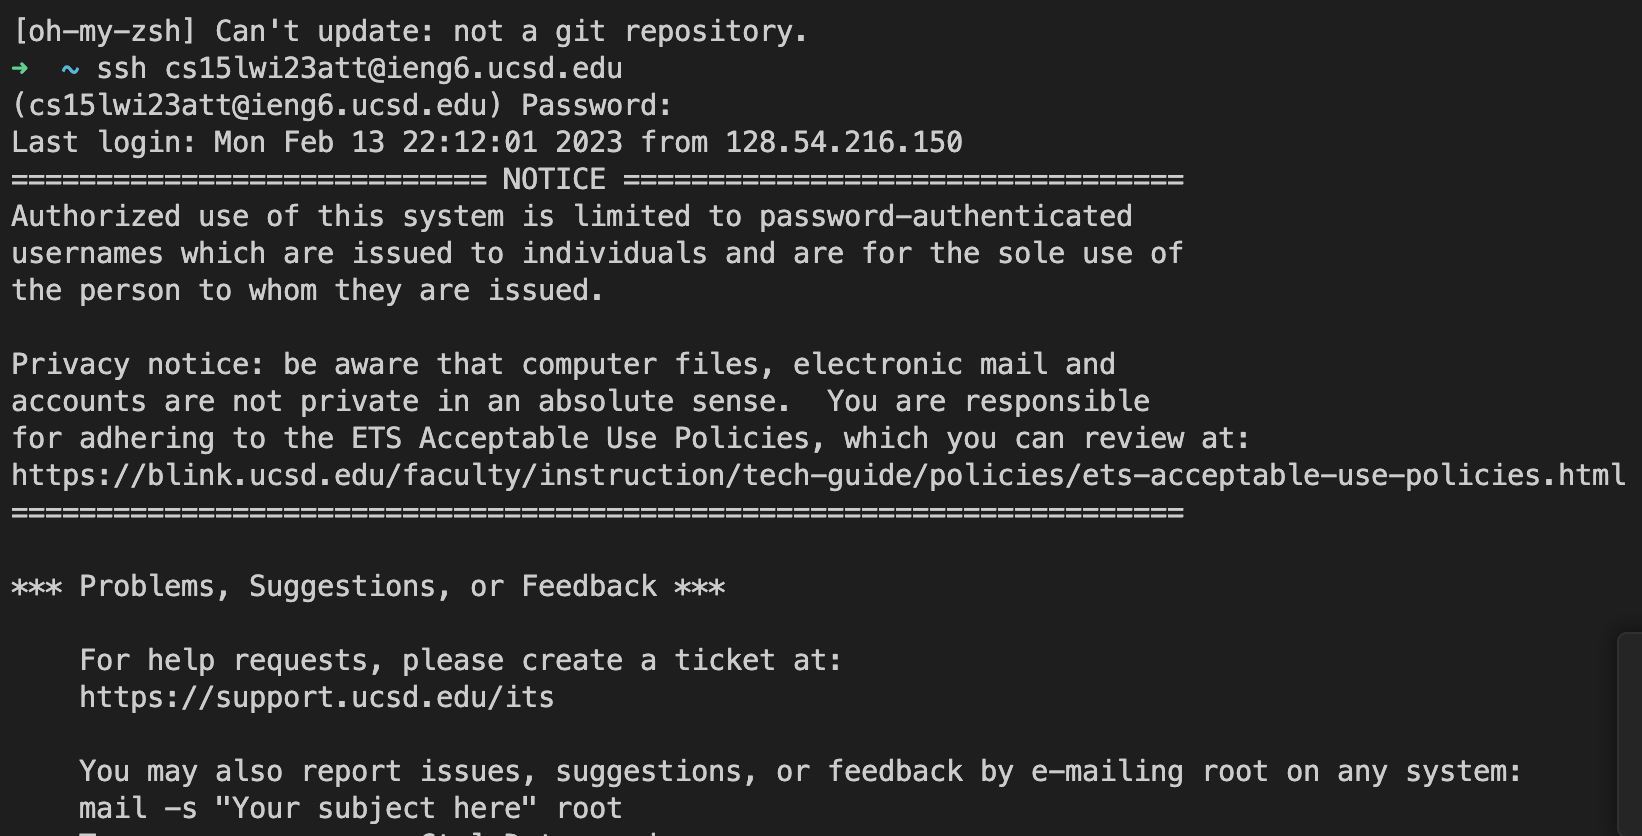 [oh-my-zsh] Can't update: not a git repository.
➜  ~ ssh cs15lwi23att@ieng6.ucsd.edu
(cs15lwi23att@ieng6.ucsd.edu) Password:
Last login: Mon Feb 13 22:12:01 2023 from 128.54.216.150
============================ NOTICE =================================
Authorized use of this system is limited to password-authenticated
usernames which are issued to individuals and are for the sole use of
the person to whom they are issued.

Privacy notice: be aware that computer files, electronic mail and
accounts are not private in an absolute sense.  You are responsible
for adhering to the ETS Acceptable Use Policies, which you can review at:
https://blink.ucsd.edu/faculty/instruction/tech-guide/policies/ets-acceptable-use-policies.html
=====================================================================

*** Problems, Suggestions, or Feedback ***

    For help requests, please create a ticket at:
    https://support.ucsd.edu/its

    You may also report issues, suggestions, or feedback by e-mailing root on any system:
    mail -s "Your subject here" root